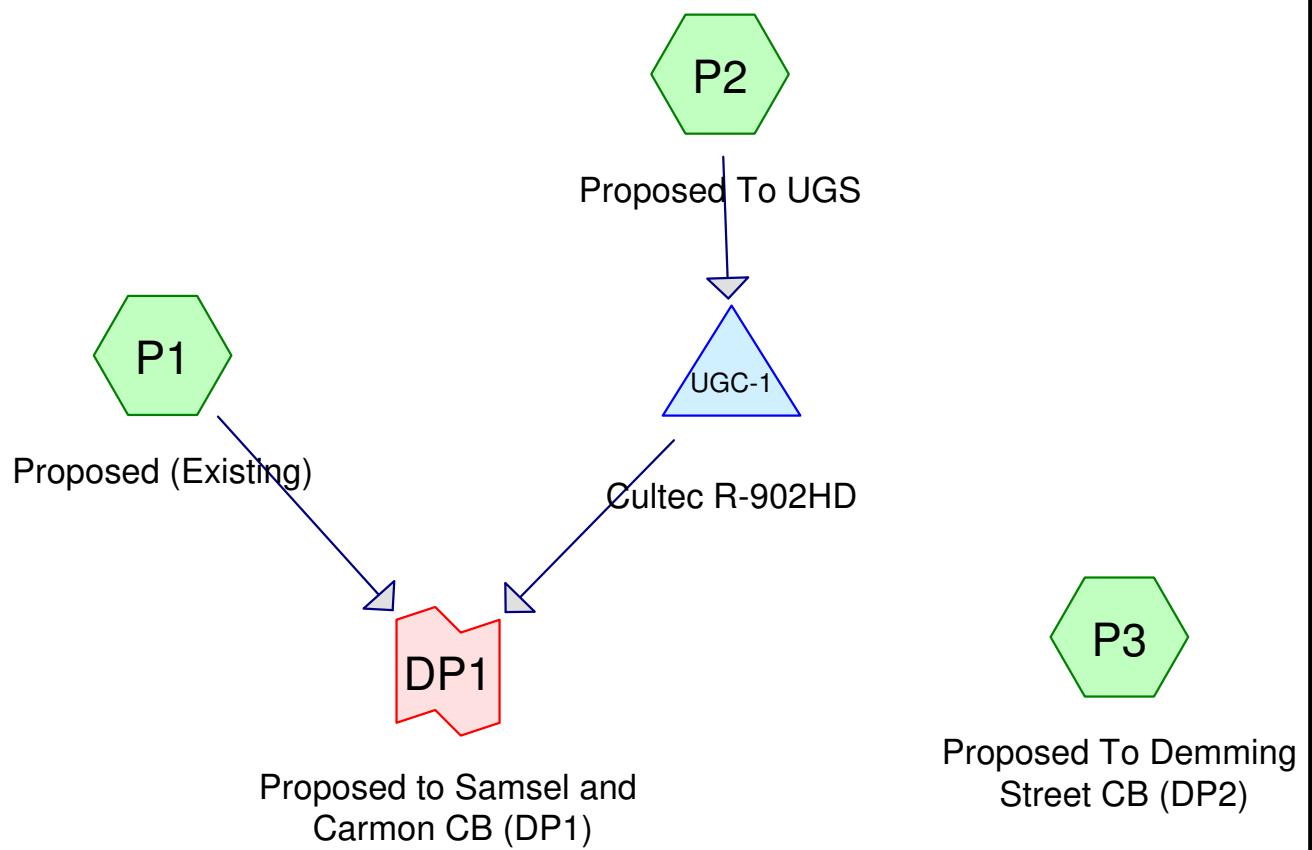 P2
Proposed To UGS
P1
UGC-1
Proposed (Existing)
Cultec R-902HD
DP1
P3
Proposed to Samsel and
Carmon CB (DP1)
Proposed To Demming
Street CB (DP2)